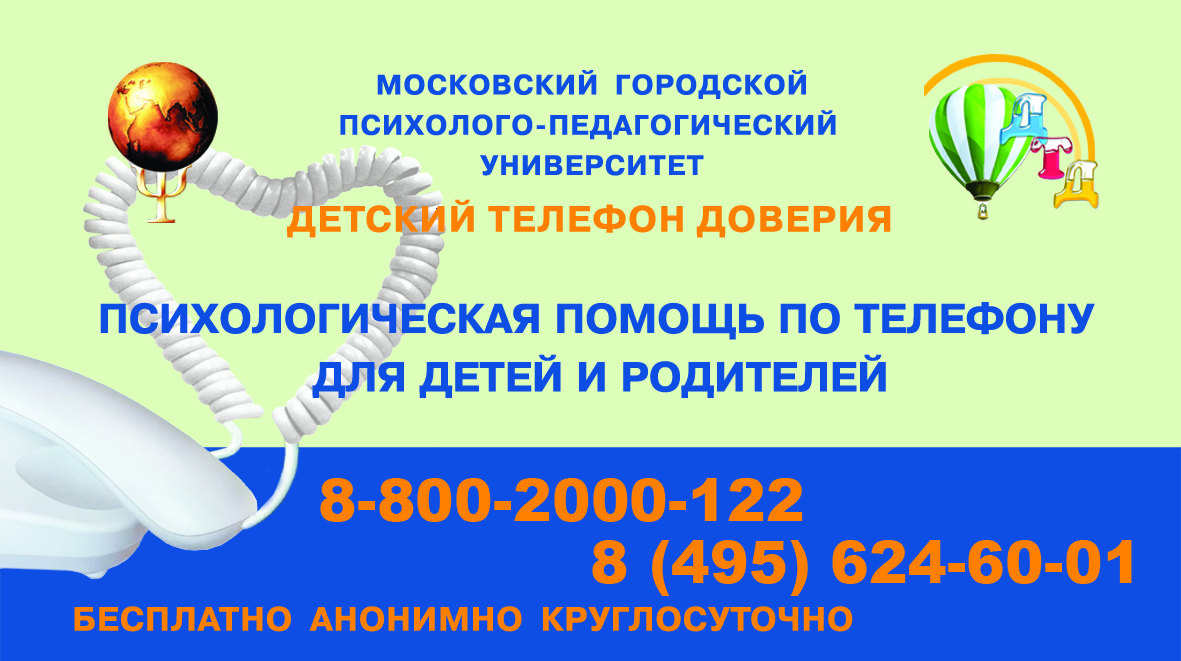 МОСКОВСКИЙ ГОРОДСКОЙ
ПСИХОЛОГО-ПЕДАГОГИЧЕСКИЙ
УНИВЕРСИТЕТ
ДТД
ДЕТСКИЙ ТЕЛЕФОН ДОВЕРИЯ
ПСИХОЛОГИЧЕСКАЯ ПОМОЩЬ ПО ТЕЛЕФОНУ
ДЛЯ ДЕТЕЙ И РОДИТЕЛЕЙ
8-800-2000-122
8 (495) 624-60-01
БЕСПЛАТНО АНОНИМНО КРУГЛОСУТОЧНО